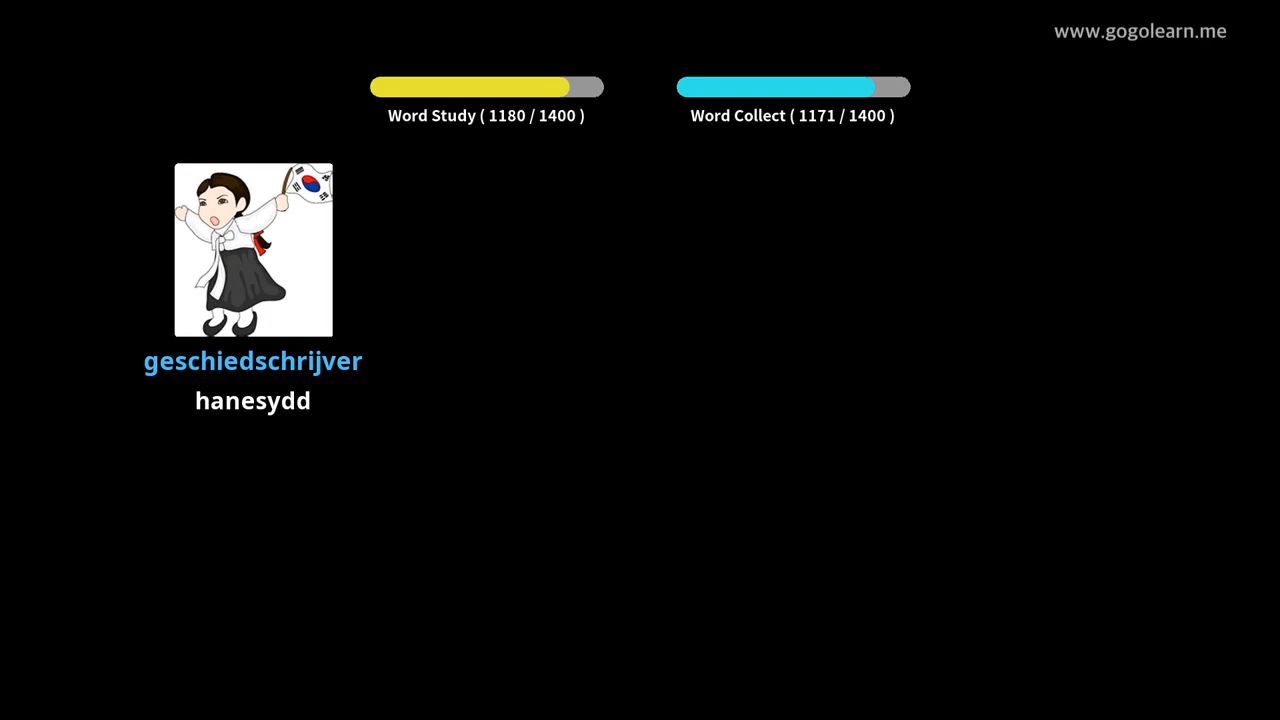 www.gogolearn.me
Word Study ( 1180 / 1400 )
Word Collect ( 1171 / 1400 )
geschiedschrijver
hanesydd